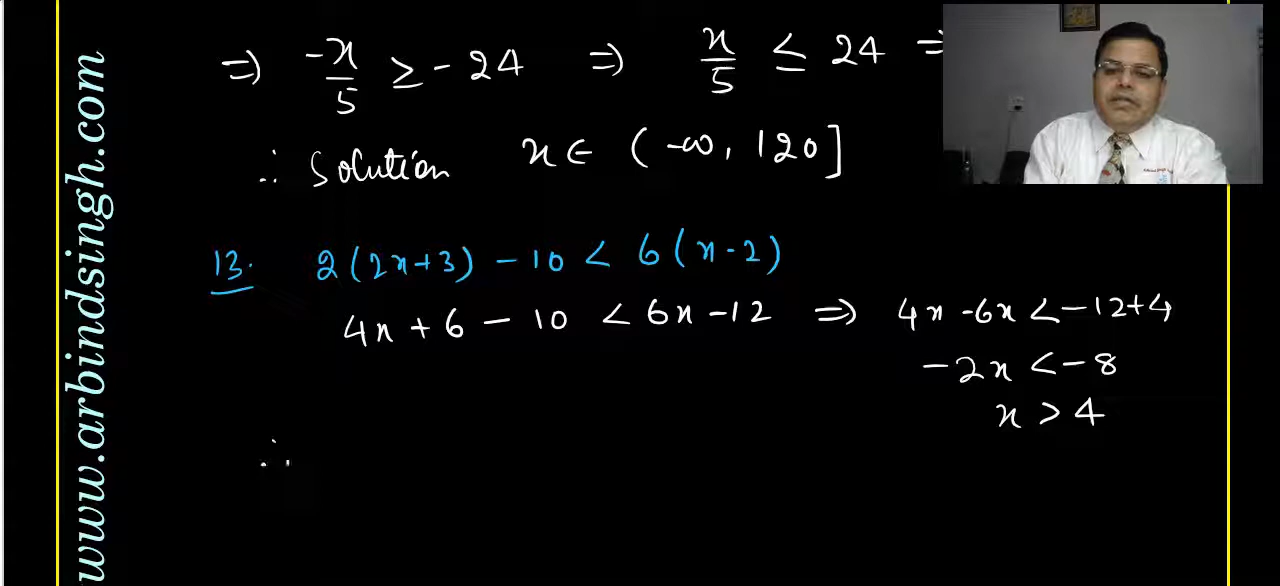 www.arbindsingh.com
⇒ -x/5 ≥ -24 ⇒ x/5 ≤ 24 ⇒
∴ Solution x ∈ (-∞, 120]
13. 2(2x+3) - 10 < 6(x-2)
4x + 6 - 10 < 6x - 12 ⇒ 4x - 6x < -12+4
-2x < -8
x > 4
∴